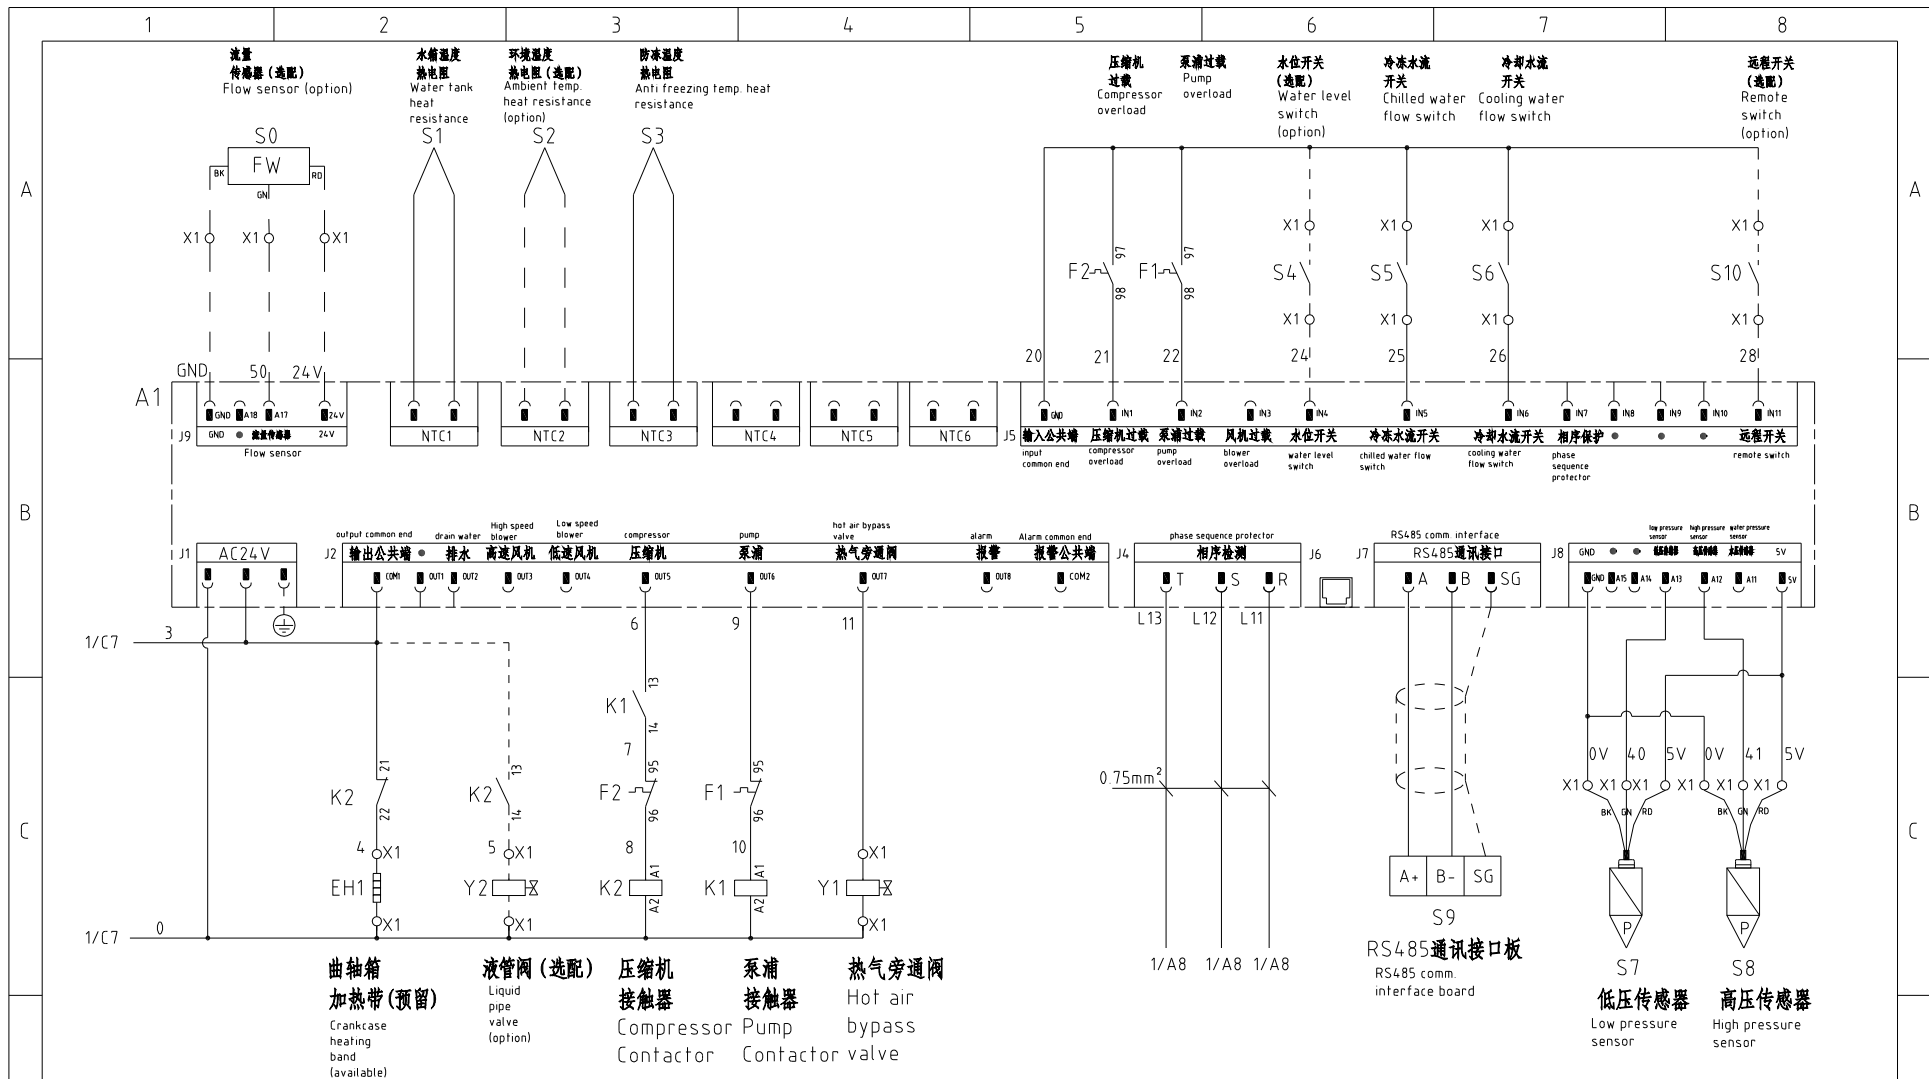 1 2 3 4 5 6 7 8
流量
传感器 (选配)
Flow sensor (option)
水箱温度
热电阻
Water tank
heat
resistance
环境温度
热电阻 (选配)
Ambient temp.
heat resistance
(option)
防冻温度
热电阻
Anti freezing temp. heat
resistance
压缩机
过载
Compressor
overload
泵浦过载
Pump
overload
水位开关
(选配)
Water level
switch
(option)
冷冻水流
开关
Chilled water
flow switch
冷却水流
开关
Cooling water
flow switch
远程开关
(选配)
Remote
switch
(option)
S0 S1 S2 S3
FW
BK GN RD
A A
X1 X1 X1
X1 X1 X1 X1
97 97
F2 F1 S4 S5 S6 S10
98 98
X1 X1 X1 X1
20 21 22 24 25 26 28
GND 50 24V
A1
GND A18 A17 24V
J9 GND 流量传感器 24V
Flow sensor
NTC1 NTC2 NTC3 NTC4 NTC5 NTC6
J5
GND IN1 IN2 IN3 IN4 IN5 IN6 IN7 IN8 IN9 IN10 IN11
输入公共端 压缩机过载 泵浦过载 风机过载 水位开关 冷冻水流开关 冷却水流开关 相序保护 远程开关
input
common end
compressor
overload
pump
overload
blower
overload
water level
switch
chilled water flow
switch
cooling water
flow switch
phase
sequence
protector
remote switch
B B
J1 AC24V
output common end
drain water
High speed
blower
Low speed
blower
compressor
pump
hot air bypass
valve
alarm
Alarm common end
J2 输出公共端 排水 高速风机 低速风机 压缩机 泵浦 热气旁通阀 报警 报警公共端
COM1 OUT1 OUT2 OUT3 OUT4 OUT5 OUT6 OUT7 OUT8 COM2
phase sequence protector
J4 相序检测
T S R
J6
RS485 comm. interface
J7 RS485通讯接口
A B SG
low pressure
sensor
high pressure
sensor
water pressure
sensor
J8 GND 低压传感器 高压传感器 水压传感器 5V
GND A15 A14 A13 A12 A11 5V
1/C7 3
6 9 11
L13 L12 L11
13
K1
14
7
21
K2
22
13
K2
14
95
F2
96
95
F1
96
0.75mm²
0V 40 5V 0V 41 5V
X1 X1 X1 X1 X1 X1
BK GN RD BK GN RD
C C
4 X1 5 X1 8 10 X1
EH1 Y2 K2 K1 Y1
A1 A1
A2 A2
X1 X1 X1
1/C7 0
A+ B- SG
S9
RS485通讯接口板
RS485 comm.
interface board
1/A8 1/A8 1/A8
P P
S7 S8
低压传感器
Low pressure
sensor
高压传感器
High pressure
sensor
曲轴箱
加热带(预留)
Crankcase
heating
band
(available)
液管阀 (选配)
Liquid
pipe
valve
(option)
压缩机
接触器
Compressor
Contactor
泵浦
接触器
Pump
Contactor
热气旁通阀
Hot air
bypass
valve